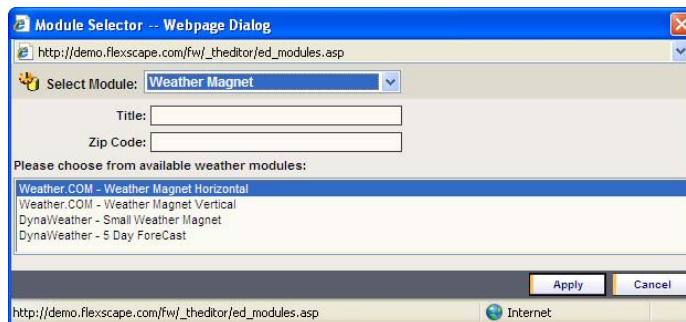 Module Selector -- Webpage Dialog
http://demo.flexscape.com/fw/_theditor/ed_modules.asp
Select Module: Weather Magnet
Title:
Zip Code:
Please choose from available weather modules:
Weather.COM - Weather Magnet Horizontal
Weather.COM - Weather Magnet Vertical
DynaWeather - Small Weather Magnet
DynaWeather - 5 Day ForeCast
Apply Cancel
http://demo.flexscape.com/fw/_theditor/ed_modules.asp Internet